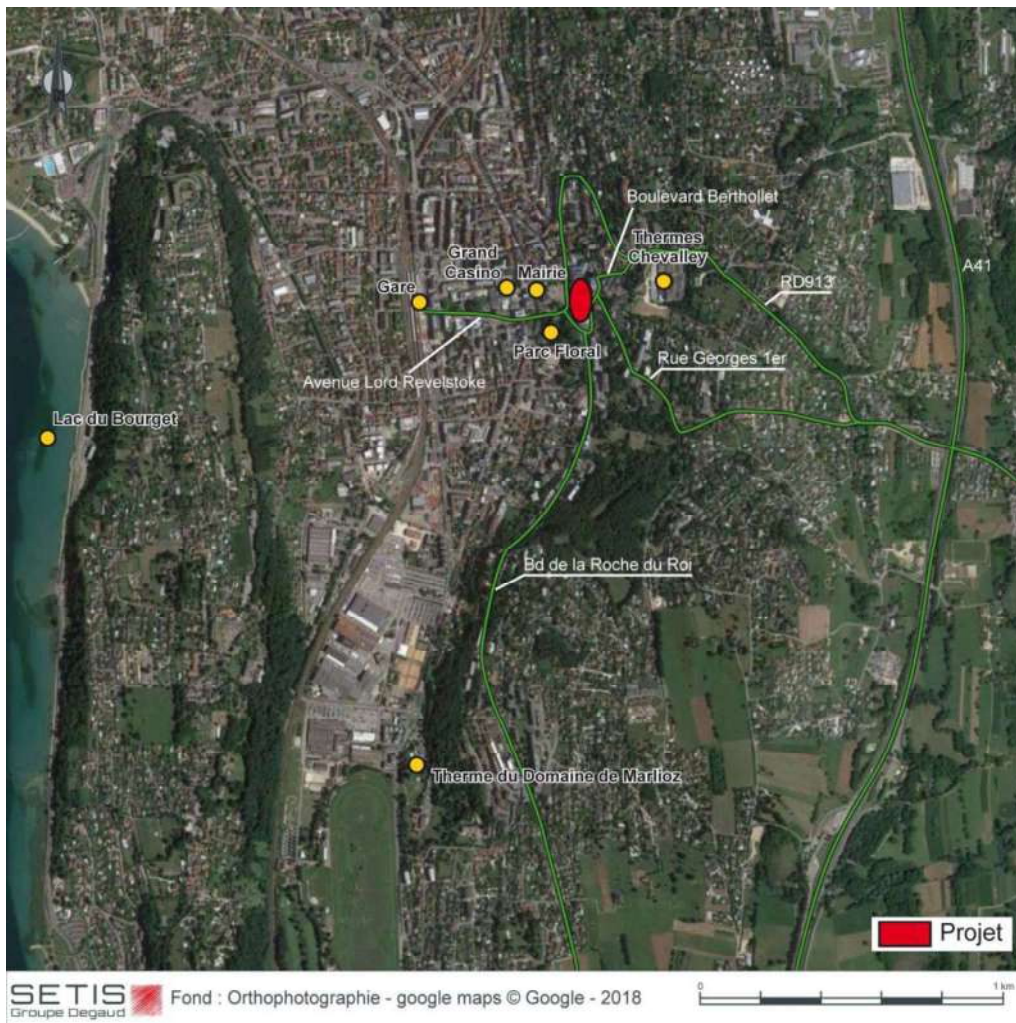 Boulevard Berthollet
Thermes
Chevalley
Grand
Casino
Mairie
Gare
A41
RD913
Parc Floral
Rue Georges 1er
Avenue Lord Revelstoke
Lac du Bourget
Bd de la Roche du Roi
Therme du Domaine de Marlioz
Projet
SETIS
Groupe Degaud
Fond : Orthophotographie - google maps © Google - 2018
0
1 km